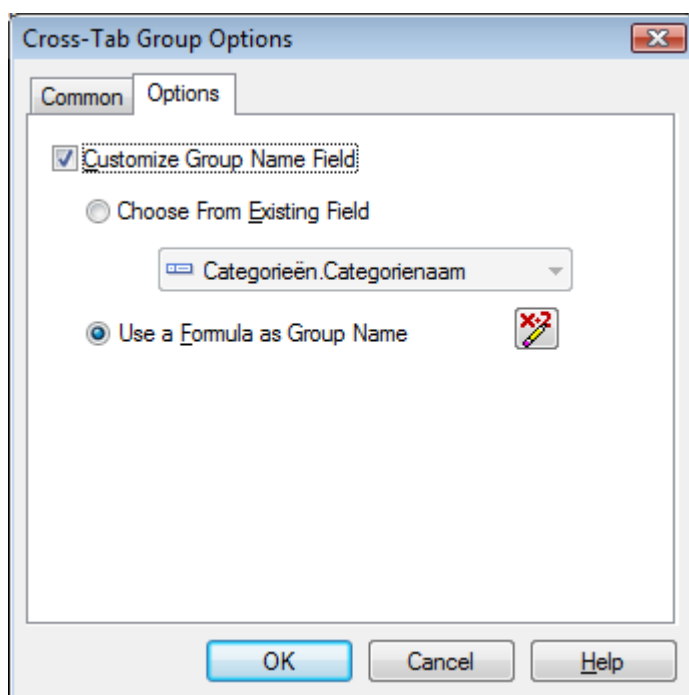 Cross-Tab Group Options
Common
Options
Customize Group Name Field
Choose From Existing Field
Categorieën.Categorienaam
Use a Formula as Group Name
X+2
OK
Cancel
Help